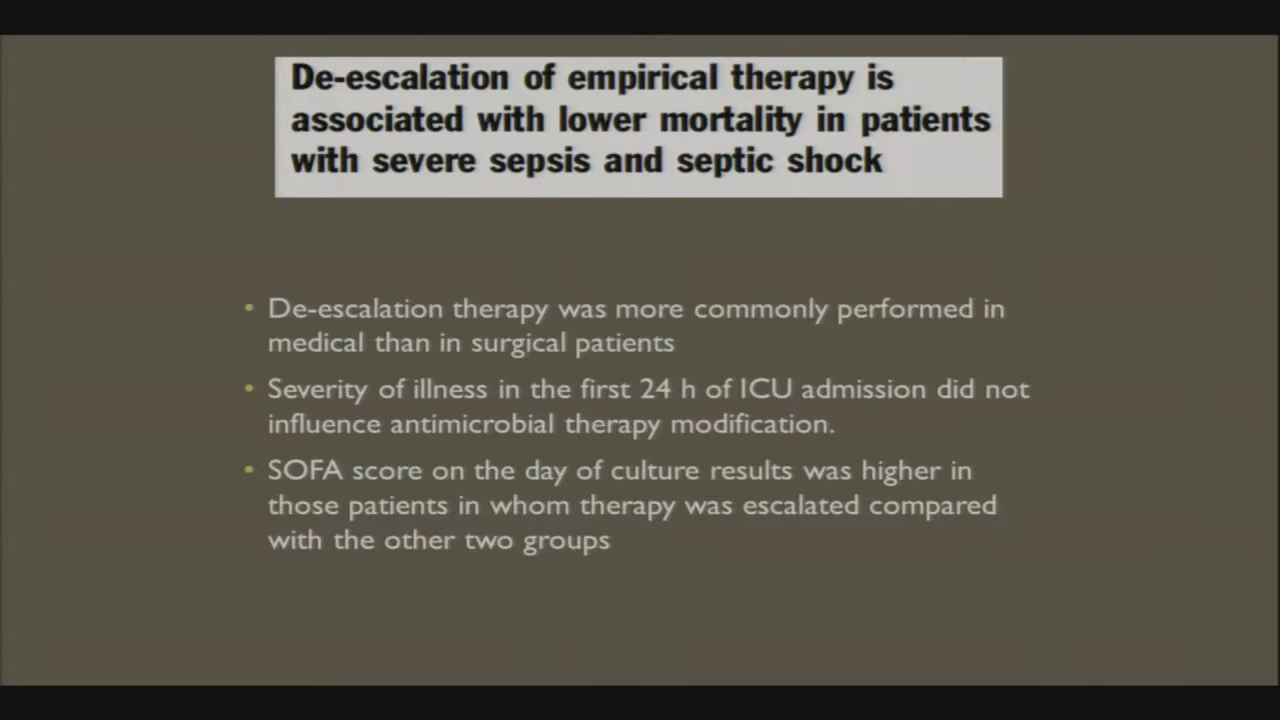 De-escalation of empirical therapy is
associated with lower mortality in patients
with severe sepsis and septic shock
• De-escalation therapy was more commonly performed in
medical than in surgical patients
• Severity of illness in the first 24 h of ICU admission did not
influence antimicrobial therapy modification.
• SOFA score on the day of culture results was higher in
those patients in whom therapy was escalated compared
with the other two groups